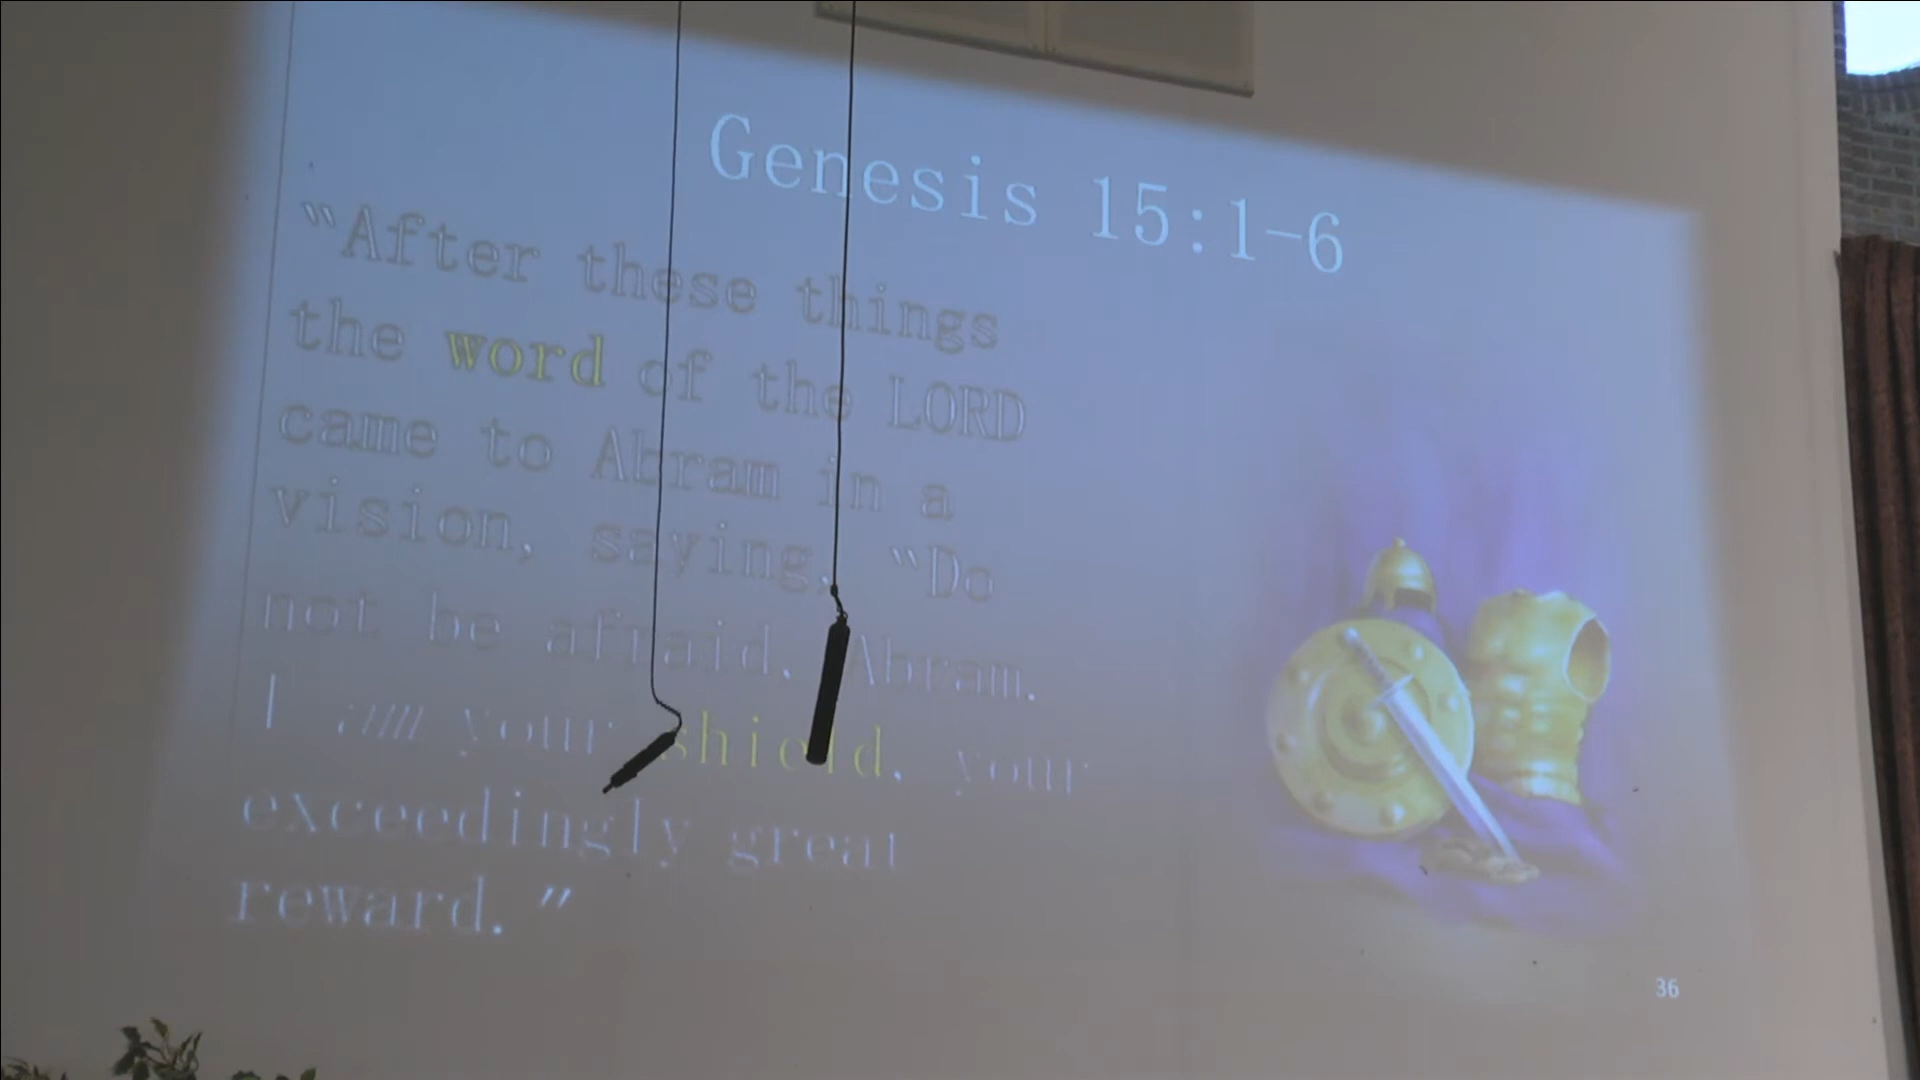 Genesis 15:1-6
“After these things
the word of the LORD
came to Abram in a
vision, saying, “Do
not be afraid, Abram.
I am your shield, your
exceedingly great
reward.”
36